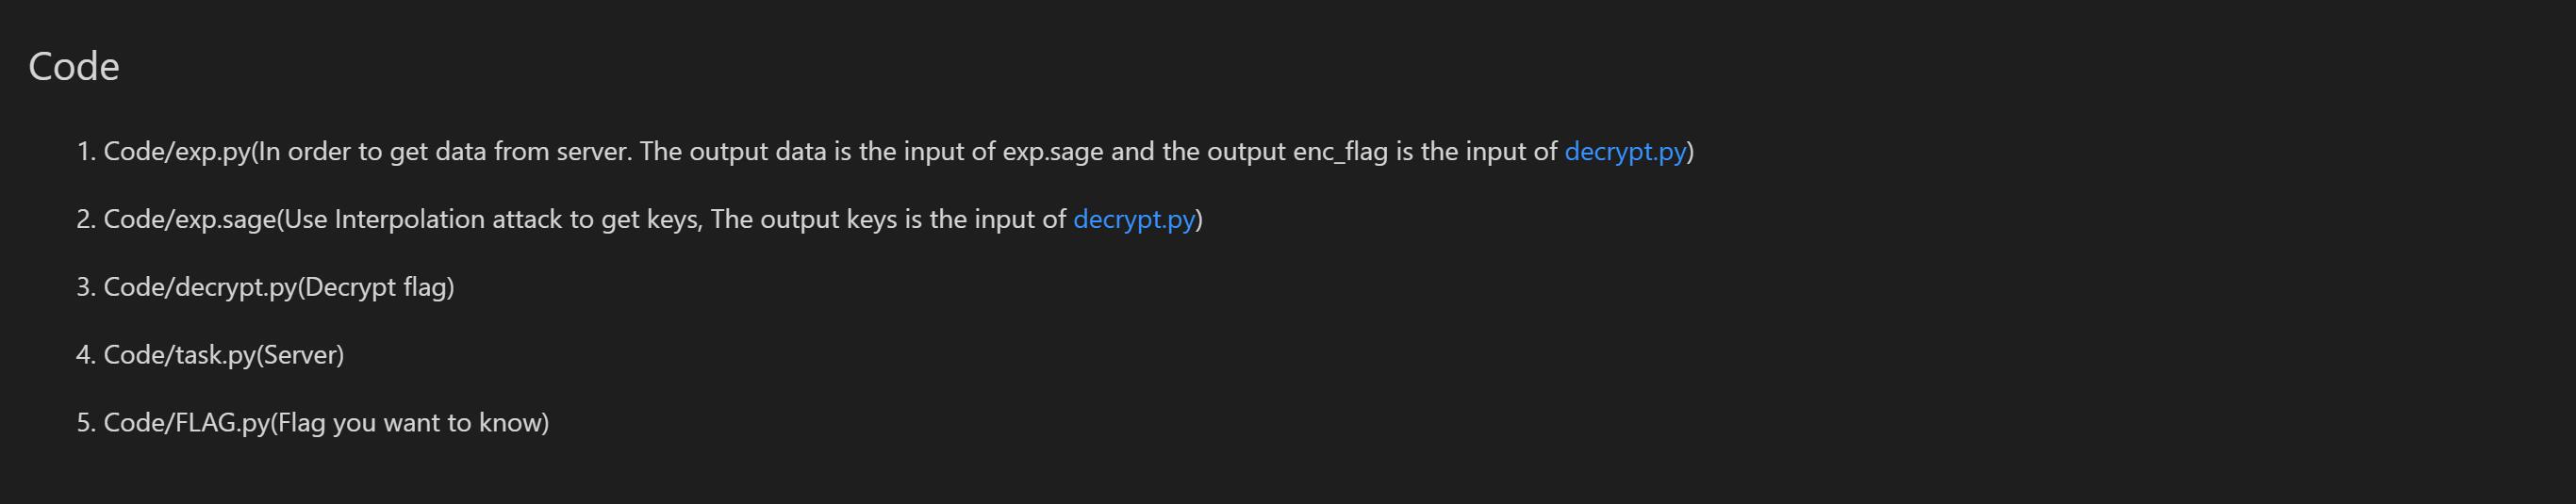 Code
1. Code/exp.py(In order to get data from server. The output data is the input of exp.sage and the output enc_flag is the input of decrypt.py)
2. Code/exp.sage(Use Interpolation attack to get keys, The output keys is the input of decrypt.py)
3. Code/decrypt.py(Decrypt flag)
4. Code/task.py(Server)
5. Code/FLAG.py(Flag you want to know)